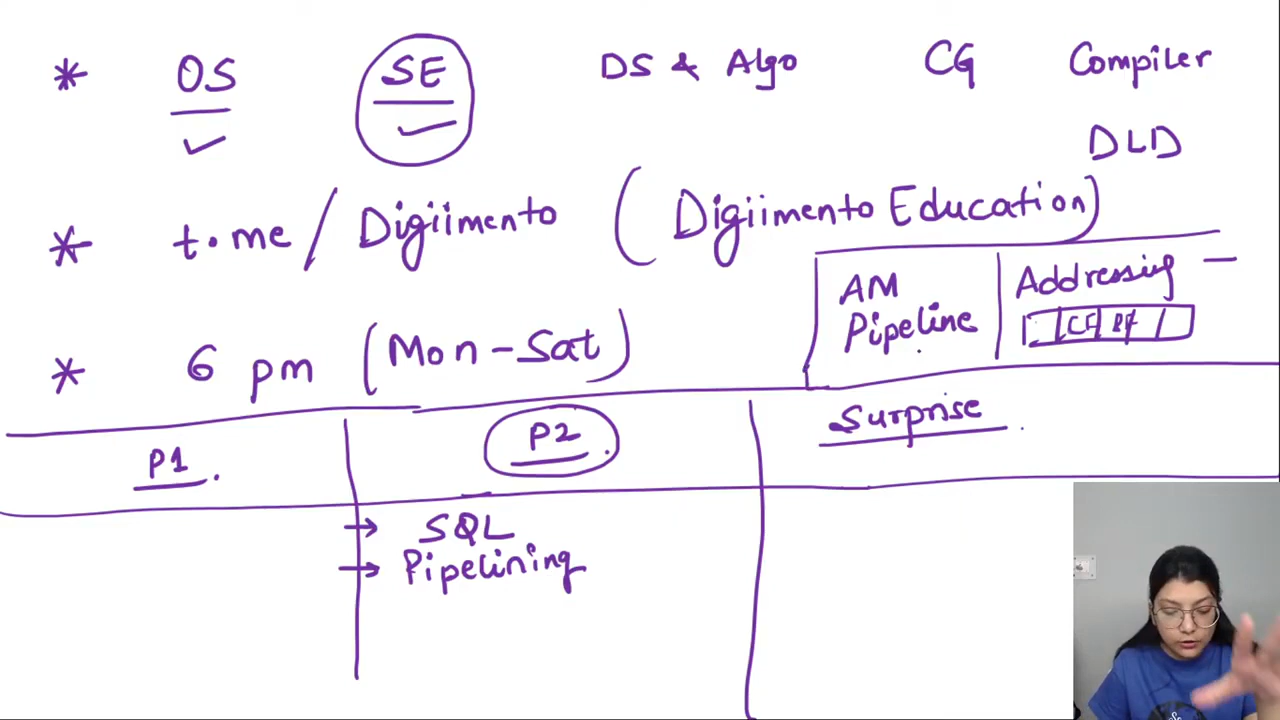 * OS SE DS & Algo CG Compiler
DLD
* t.me/Digiimento (Digiimento Education)
AM
Pipeline
Addressing
* 6 pm (Mon-Sat)
P1
P2
Surprise
→ SQL
→ Pipelining